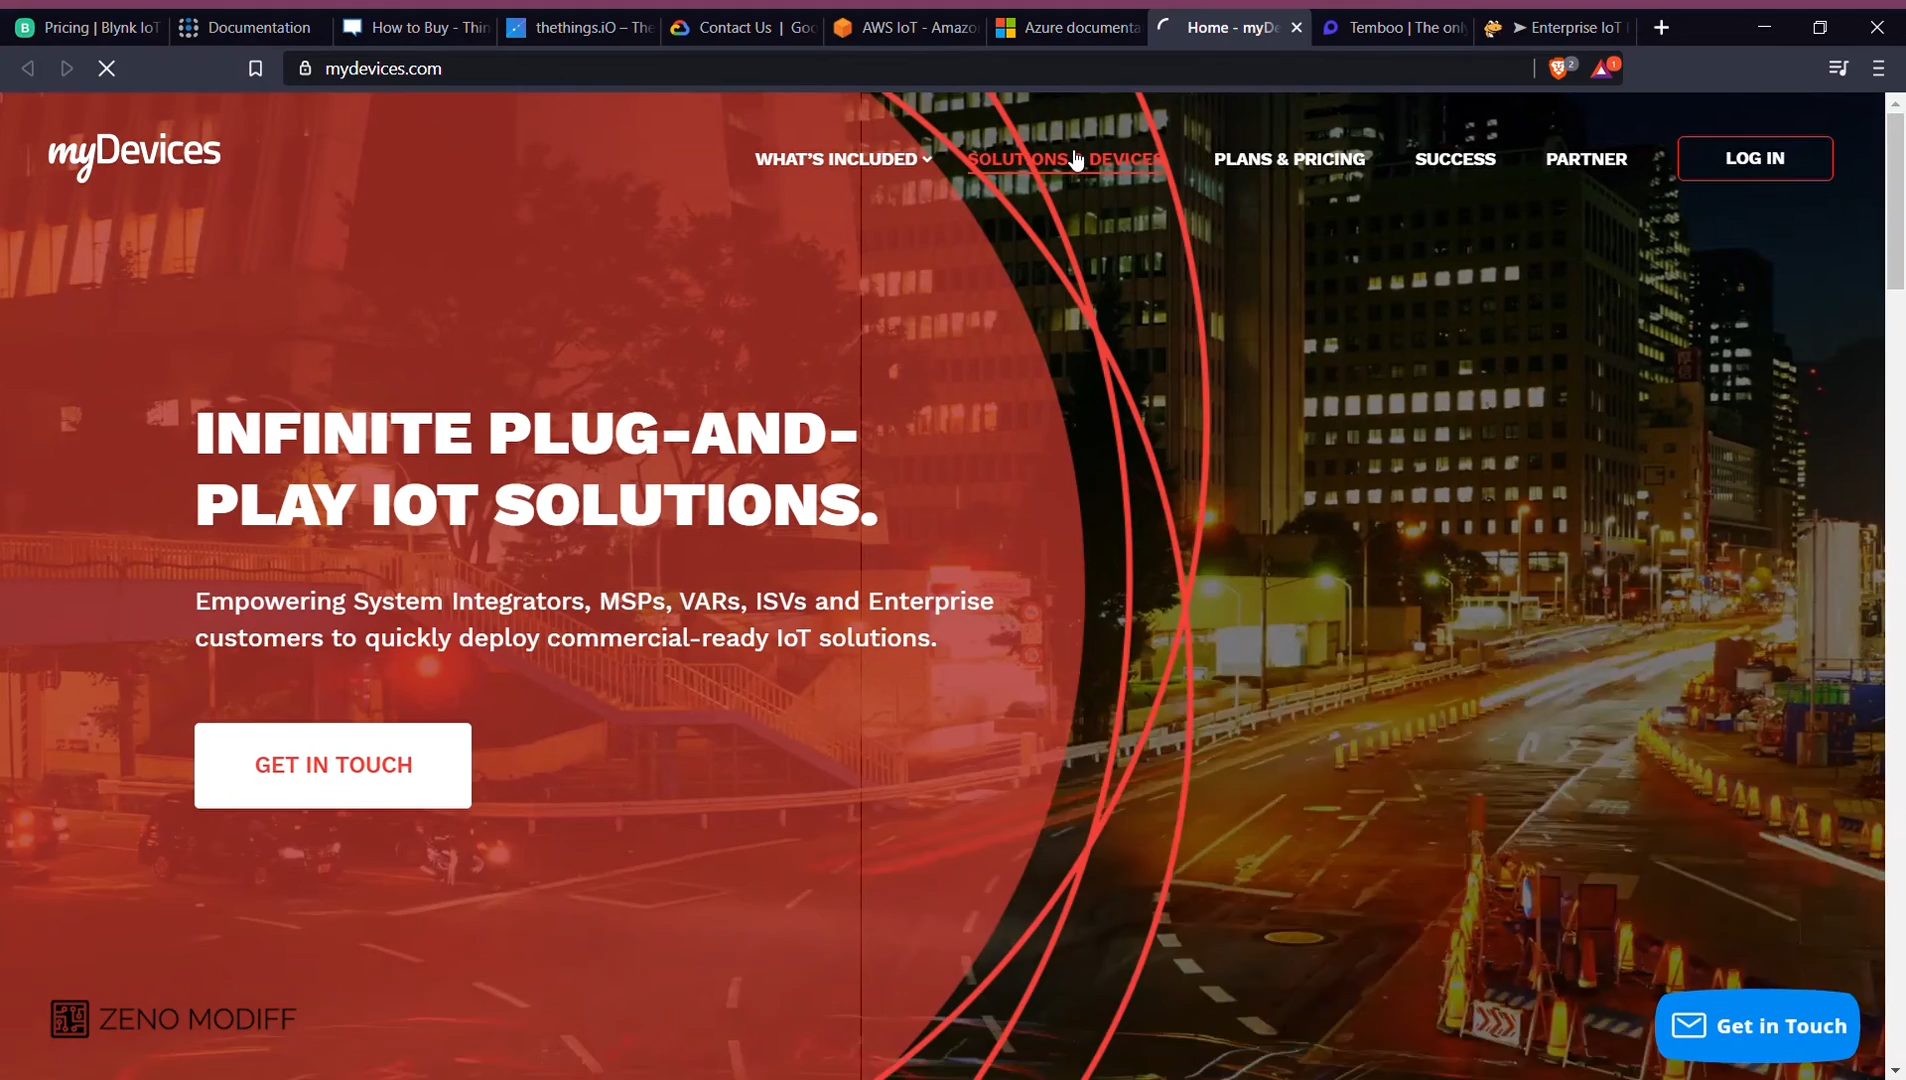 Pricing | Blynk IoT
Documentation
How to Buy - Thin
thethings.iO – The
Contact Us | Goo
AWS IoT - Amazo
Azure documenta
Home - myDe
Temboo | The only
➤ Enterprise IoT
mydevices.com
2
1
myDevices
WHAT'S INCLUDED
SOLUTIONS DEVICES
PLANS & PRICING
SUCCESS
PARTNER
LOG IN
INFINITE PLUG-AND-
PLAY IOT SOLUTIONS.
Empowering System Integrators, MSPs, VARs, ISVs and Enterprise
customers to quickly deploy commercial-ready IoT solutions.
GET IN TOUCH
ZENO MODIFF
Get in Touch